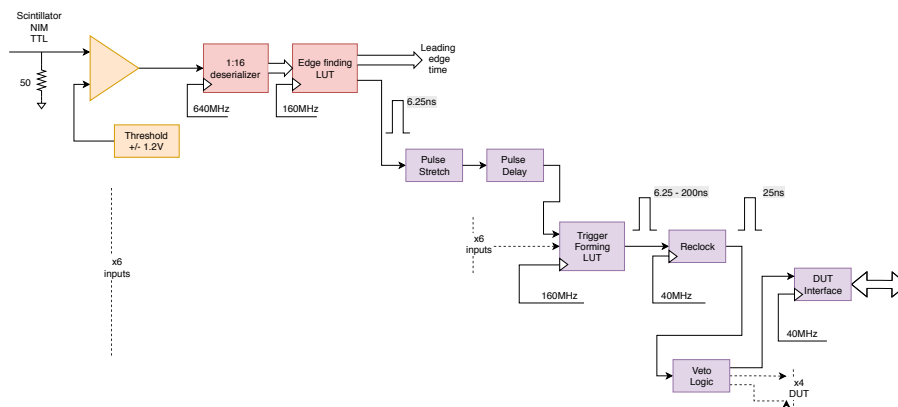 Scintillator
NIM
TTL
50
Threshold
+/- 1.2V
1:16
deserializer
640MHz
Edge finding
LUT
160MHz
Leading
edge
time
6.25ns
Pulse
Stretch
Pulse
Delay
x6
inputs
x6
inputs
Trigger
Forming
LUT
160MHz
6.25 - 200ns
Reclock
40MHz
25ns
DUT
Interface
40MHz
Veto
Logic
x4
DUT